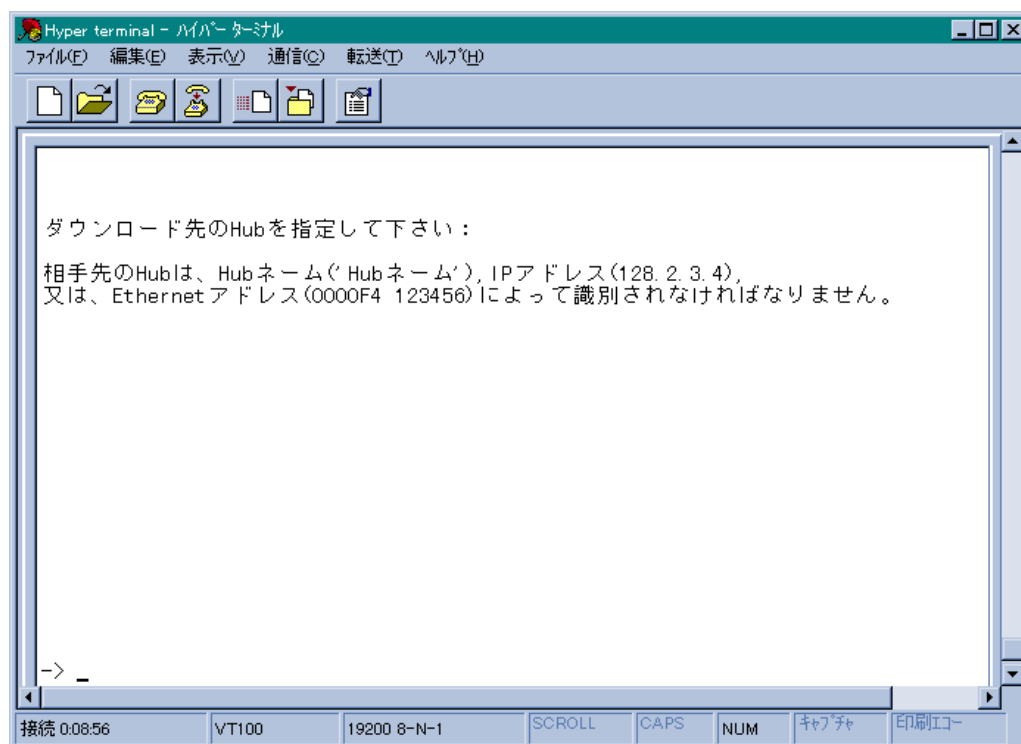 Hyper terminal - ﾊｲﾊﾟｰ ﾀｰﾐﾅﾙ
ﾌｧｲﾙ(F) 編集(E) 表示(V) 通信(C) 転送(T) ﾍﾙﾌﾟ(H)
ダウンロード先のHubを指定して下さい：
相手先のHubは、Hubネーム('Hubネーム'), IPアドレス(128.2.3.4),
又は、Ethernetアドレス(0000F4 123456)によって識別されなければなりません。
-> _
接続 0:08:56 VT100 19200 8-N-1 SCROLL CAPS NUM ｷｬﾌﾟﾁｬ 印刷ｴｺｰ